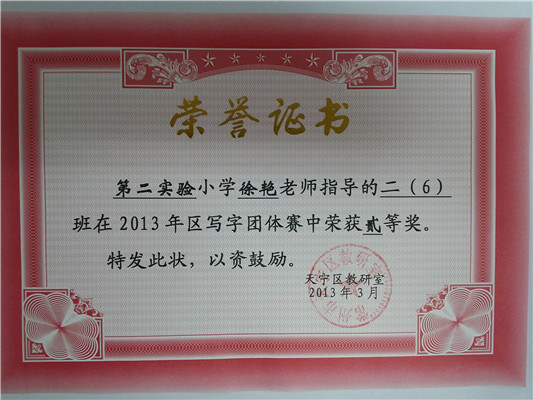 荣誉证书
第二实验小学徐艳老师指导的二（6）
班在2013年区写字团体赛中荣获贰等奖。
特发此状，以资鼓励。
天宁区教研室
2013年3月